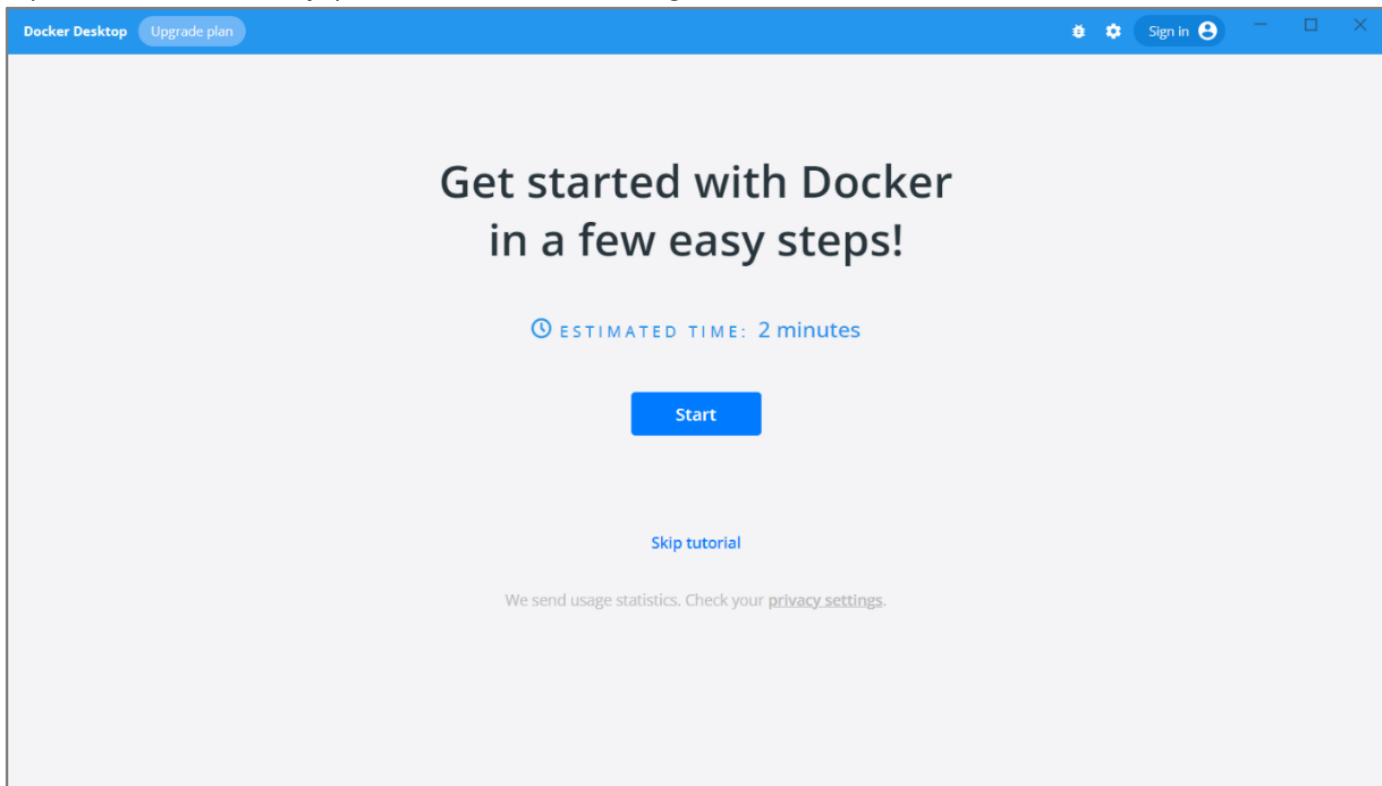 Docker Desktop Upgrade plan Sign in
Get started with Docker
in a few easy steps!
ESTIMATED TIME: 2 minutes
Start
Skip tutorial
We send usage statistics. Check your privacy settings.